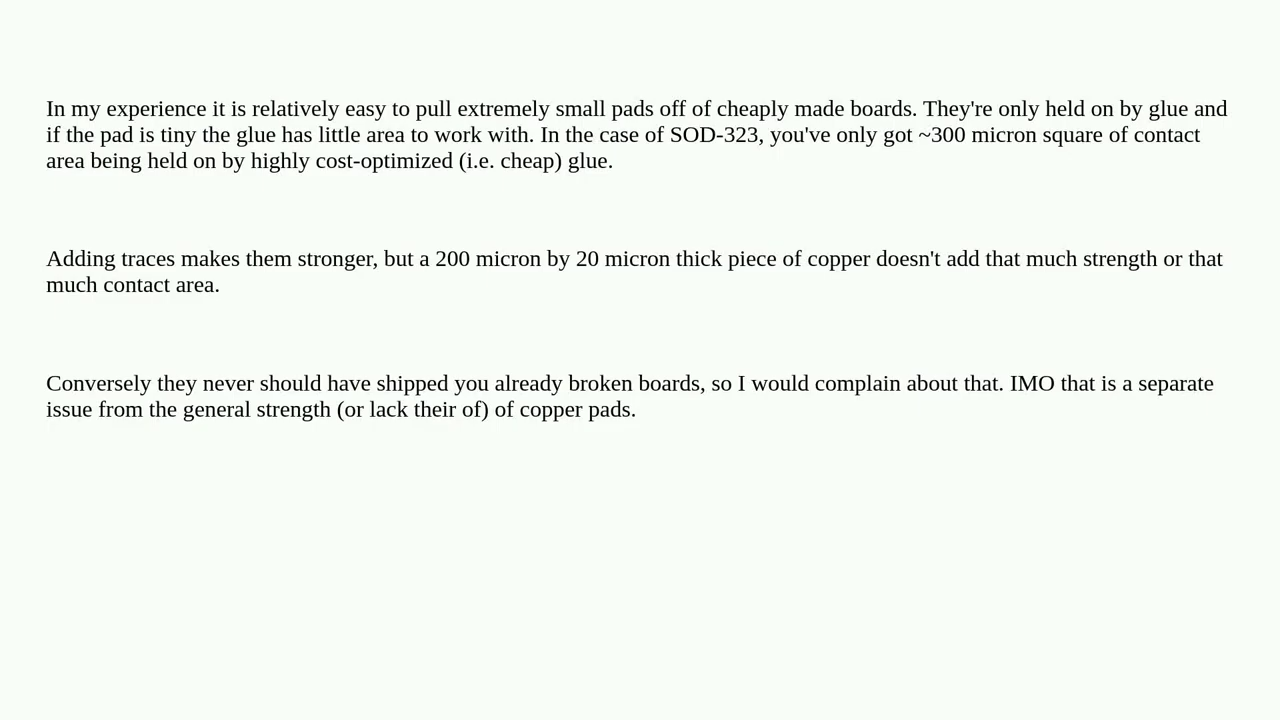 In my experience it is relatively easy to pull extremely small pads off of cheaply made boards. They're only held on by glue and
if the pad is tiny the glue has little area to work with. In the case of SOD-323, you've only got ~300 micron square of contact
area being held on by highly cost-optimized (i.e. cheap) glue.
Adding traces makes them stronger, but a 200 micron by 20 micron thick piece of copper doesn't add that much strength or that
much contact area.
Conversely they never should have shipped you already broken boards, so I would complain about that. IMO that is a separate
issue from the general strength (or lack their of) of copper pads.